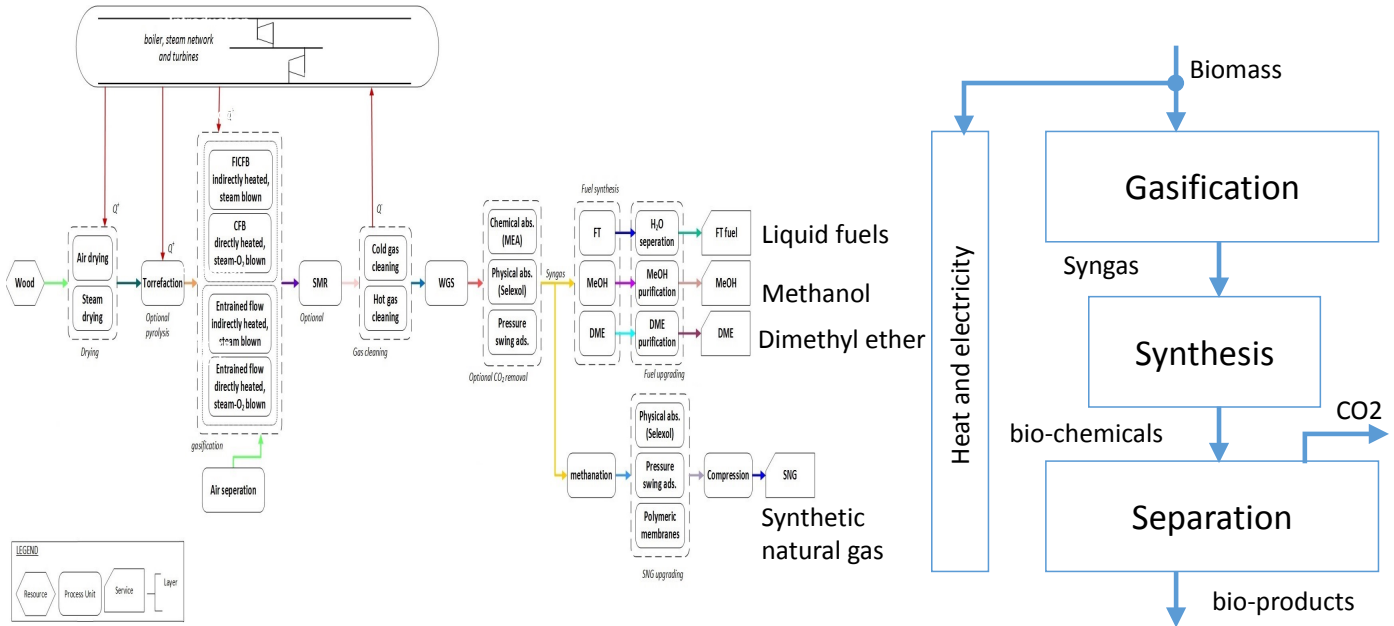 boiler, steam network
and turbines
Q⁺
Q⁺
Q⁺
Q⁻
Wood
Air drying
Steam
drying
Drying
Torrefaction
Optional
pyrolysis
FICFB
indirectly heated,
steam blown
CFB
directly heated,
steam-O₂ blown
Entrained flow
indirectly heated,
steam blown
Entrained flow
directly heated,
steam-O₂ blown
gasification
Air seperation
SMR
Optional
Cold gas
cleaning
Hot gas
cleaning
Gas cleaning
WGS
Chemical abs.
(MEA)
Physical abs.
(Selexol)
Pressure
swing ads.
Optional CO₂ removal
Syngas
Fuel synthesis
FT
MeOH
DME
H₂O
seperation
MeOH
purification
DME
purification
Fuel upgrading
FT fuel
MeOH
DME
Liquid fuels
Methanol
Dimethyl ether
methanation
Physical abs.
(Selexol)
Pressure
swing ads.
Polymeric
membranes
SNG upgrading
Compression
SNG
Synthetic
natural gas
LEGEND
Resource
Process Unit
Service
Layer
Biomass
Heat and electricity
Gasification
Syngas
Synthesis
bio-chemicals
CO2
Separation
bio-products